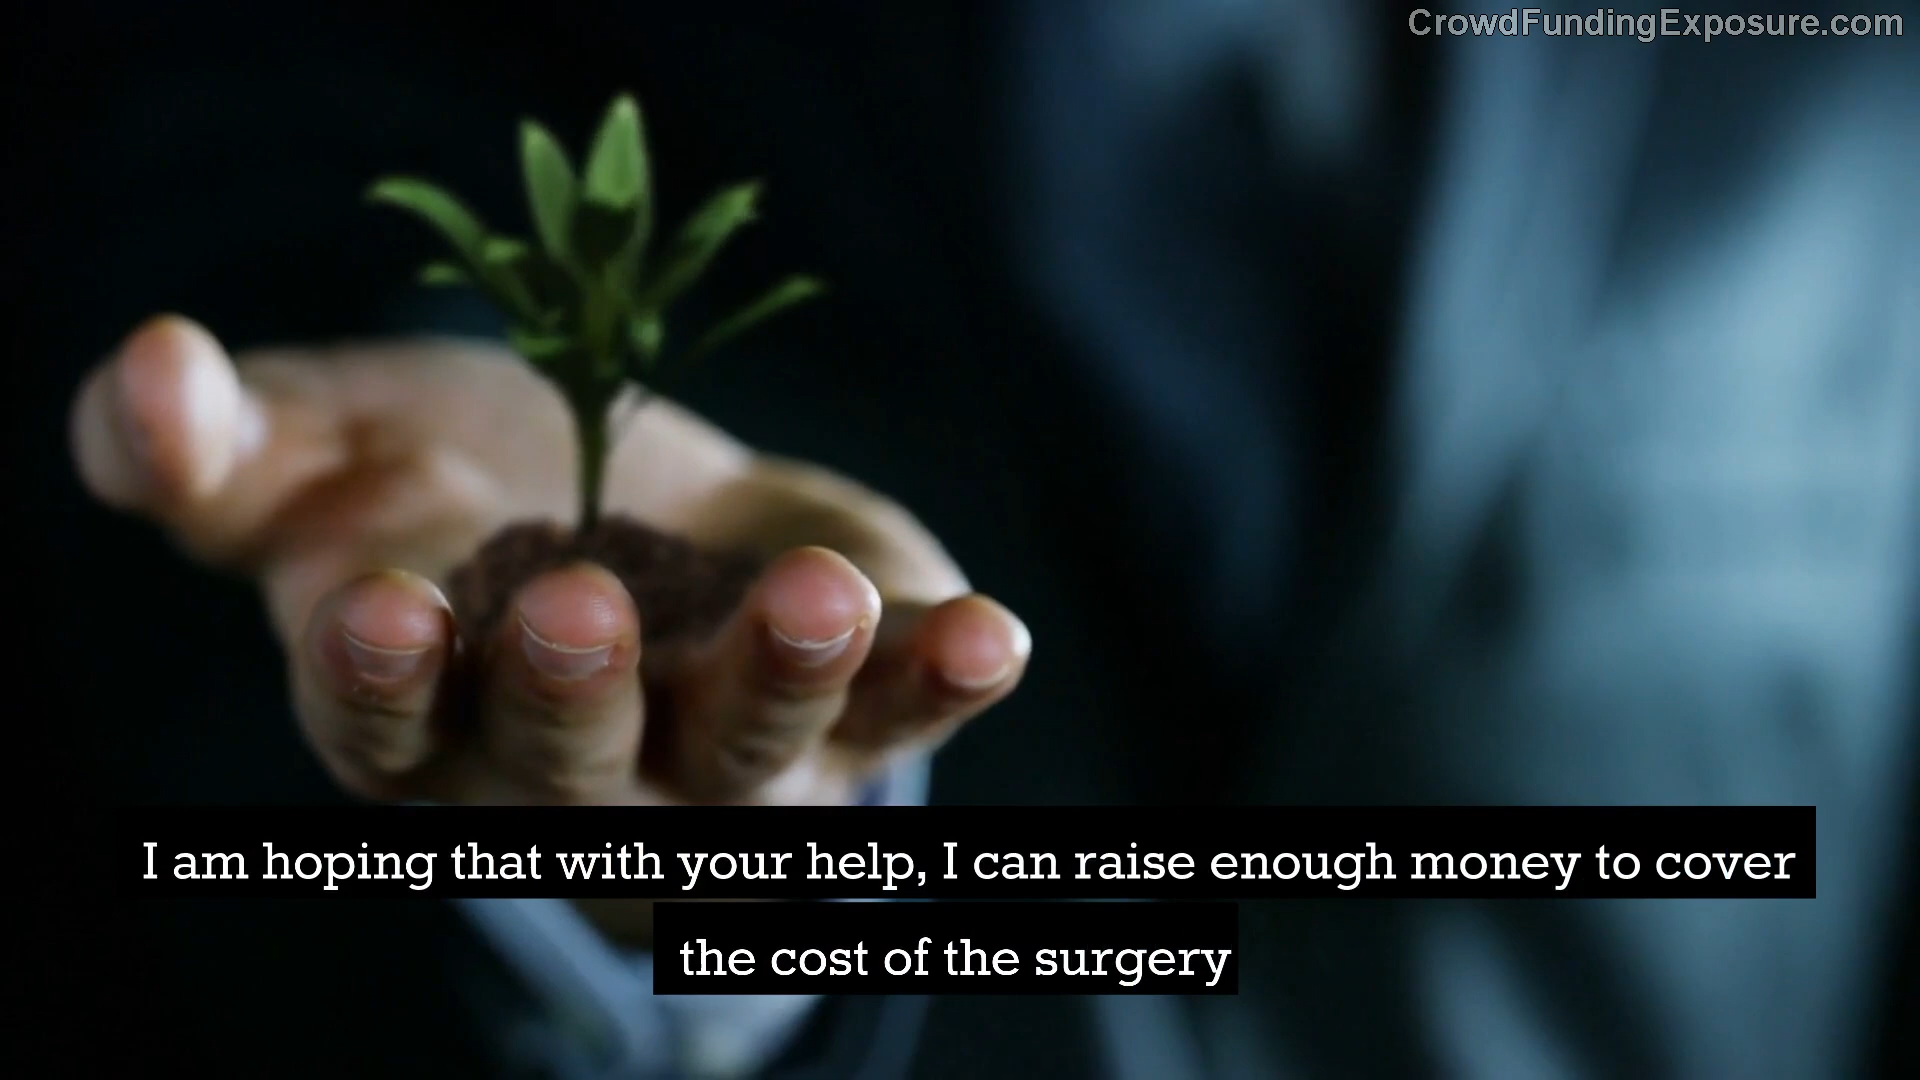 CrowdFundingExposure.com
I am hoping that with your help, I can raise enough money to cover
the cost of the surgery